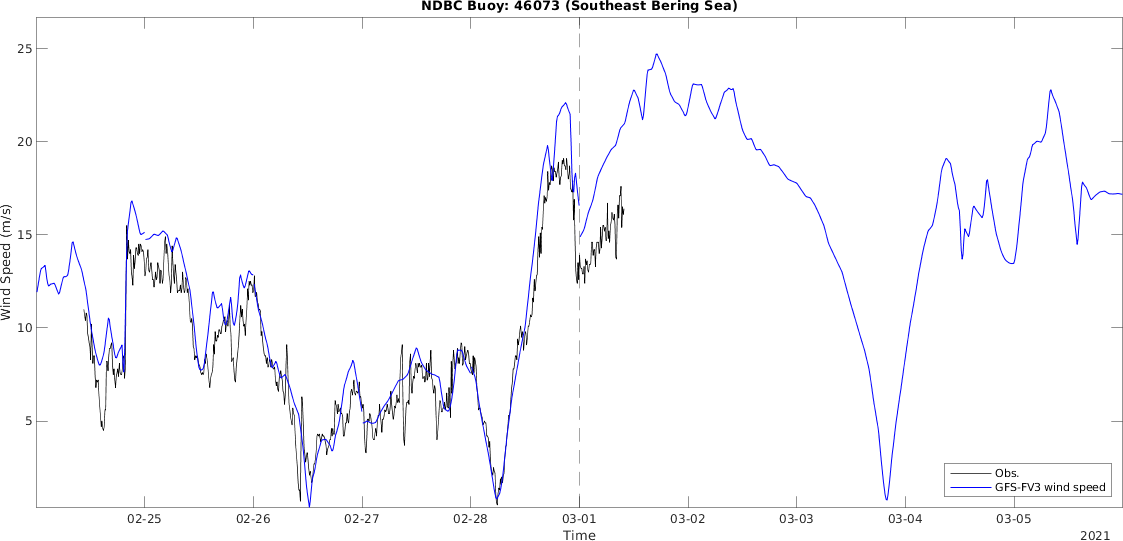 NDBC Buoy: 46073 (Southeast Bering Sea)
25
20
15
10
5
Wind Speed (m/s)
02-25 02-26 02-27 02-28 03-01 03-02 03-03 03-04 03-05
Time
2021
Obs.
GFS-FV3 wind speed